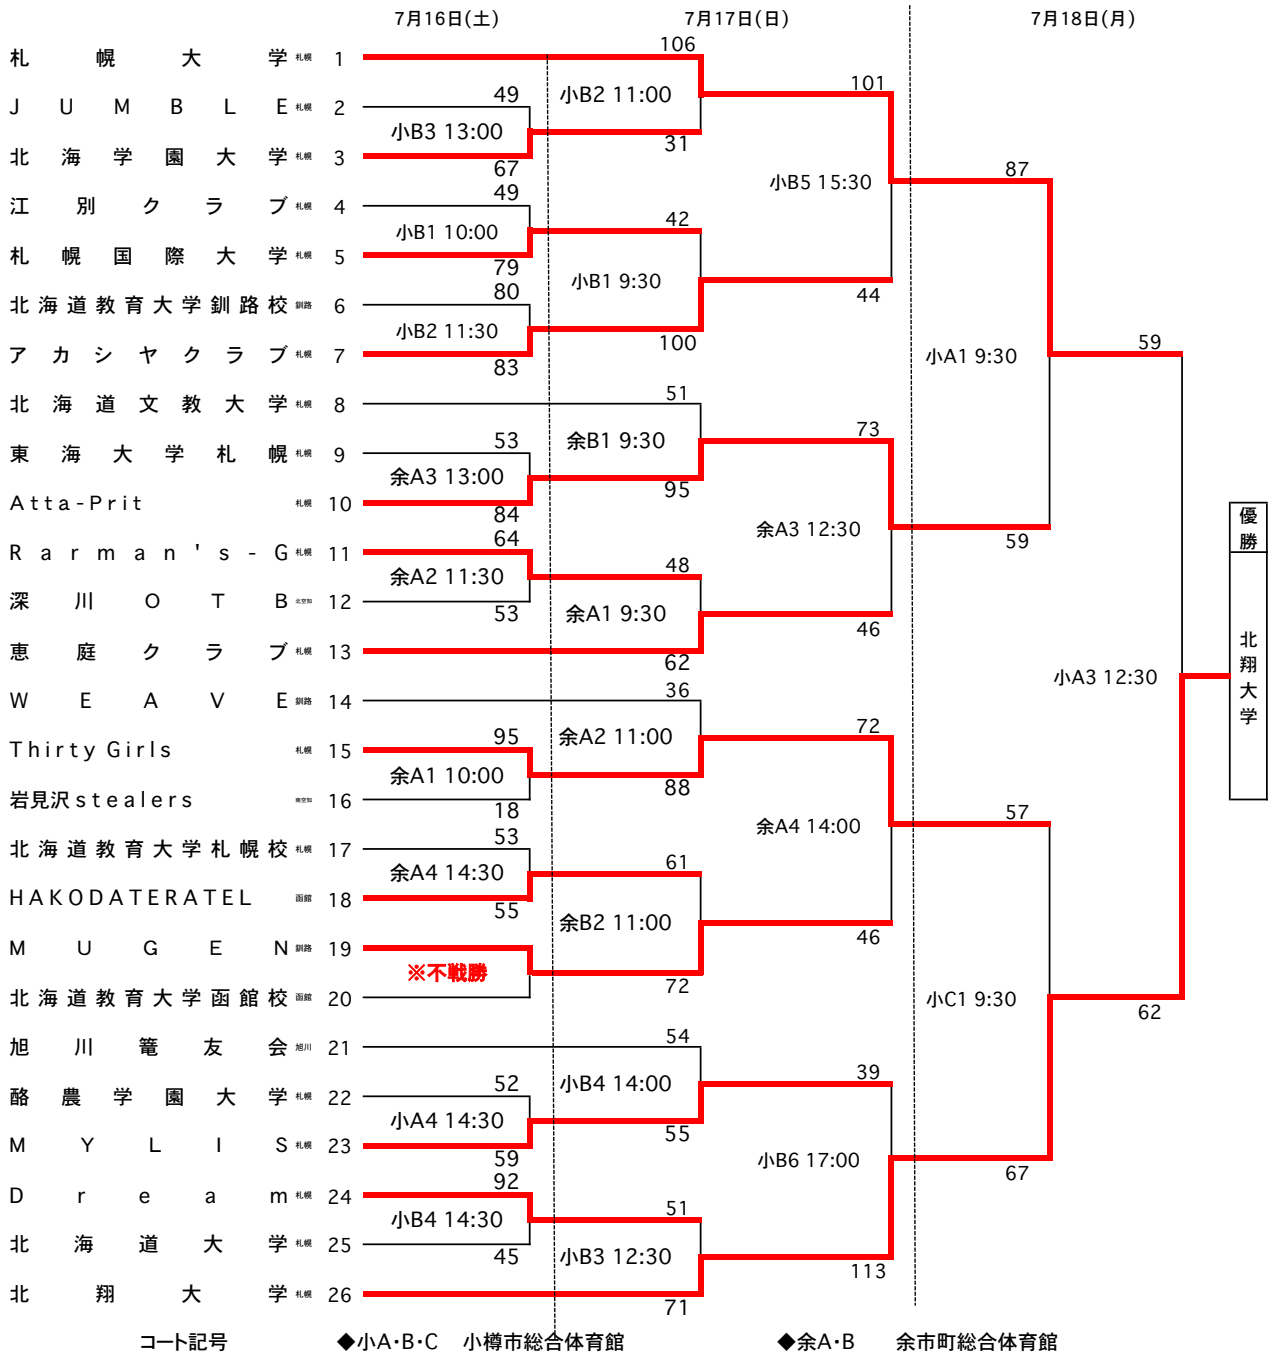 7月16日(土) 7月17日(日) 7月18日(月)
札幌大学 札幌 1
JUMBLE 札幌 2
北海学園大学 札幌 3
江別クラブ 札幌 4
札幌国際大学 札幌 5
北海道教育大学釧路校 釧路 6
アカシヤクラブ 札幌 7
北海道文教大学 札幌 8
東海大学札幌 札幌 9
Atta-Prit 札幌 10
Rarman's-G 札幌 11
深川OTB 北空知 12
恵庭クラブ 札幌 13
WEAVE 釧路 14
Thirty Girls 札幌 15
岩見沢stealers 南空知 16
北海道教育大学札幌校 札幌 17
HAKODATERATEL 函館 18
MUGEN 釧路 19
北海道教育大学函館校 函館 20
旭川篭友会 旭川 21
酪農学園大学 札幌 22
MYLIS 札幌 23
Dream 札幌 24
北海道大学 札幌 25
北翔大学 札幌 26
49
小B3 13:00
67
49
小B1 10:00
79
80
小B2 11:30
83
53
余A3 13:00
84
64
余A2 11:30
53
95
余A1 10:00
18
53
余A4 14:30
55
※不戦勝
52
小A4 14:30
59
92
小B4 14:30
45
106
小B2 11:00
31
42
小B1 9:30
100
51
余B1 9:30
95
48
余A1 9:30
62
36
余A2 11:00
88
61
余B2 11:00
72
54
小B4 14:00
55
51
小B3 12:30
71
101
小B5 15:30
44
73
余A3 12:30
46
72
余A4 14:00
46
39
小B6 17:00
113
87
小A1 9:30
59
57
小C1 9:30
67
59
小A3 12:30
62
優勝
北翔大学
コート記号 ◆小A・B・C 小樽市総合体育館 ◆余A・B 余市町総合体育館